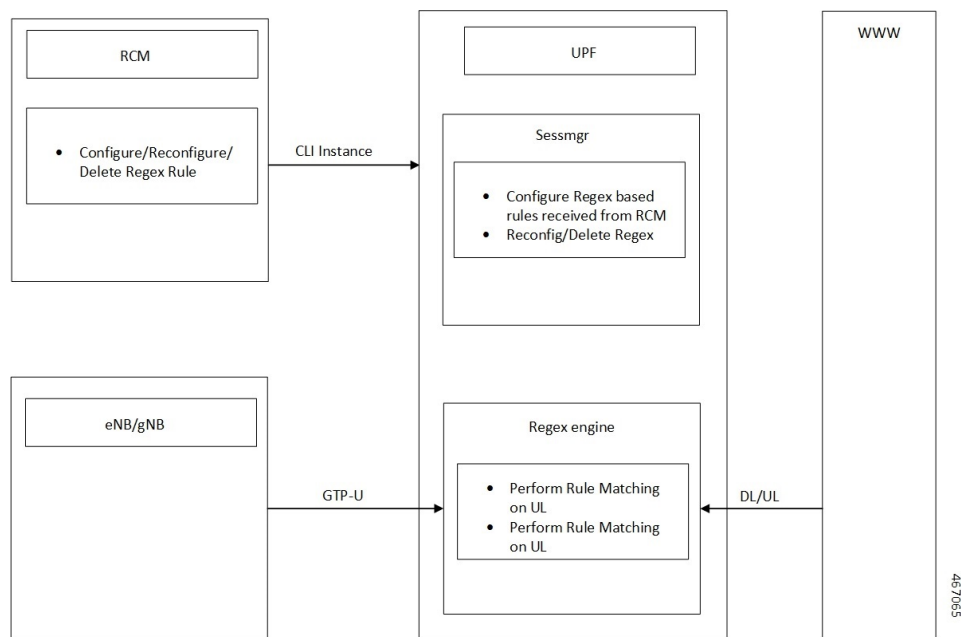 RCM
• Configure/Reconfigure/
Delete Regex Rule
CLI Instance
UPF
Sessmgr
• Configure Regex based
rules received from RCM
• Reconfig/Delete Regex
WWW
eNB/gNB
GTP-U
Regex engine
• Perform Rule Matching
on UL
• Perform Rule Matching
on UL
DL/UL
467065